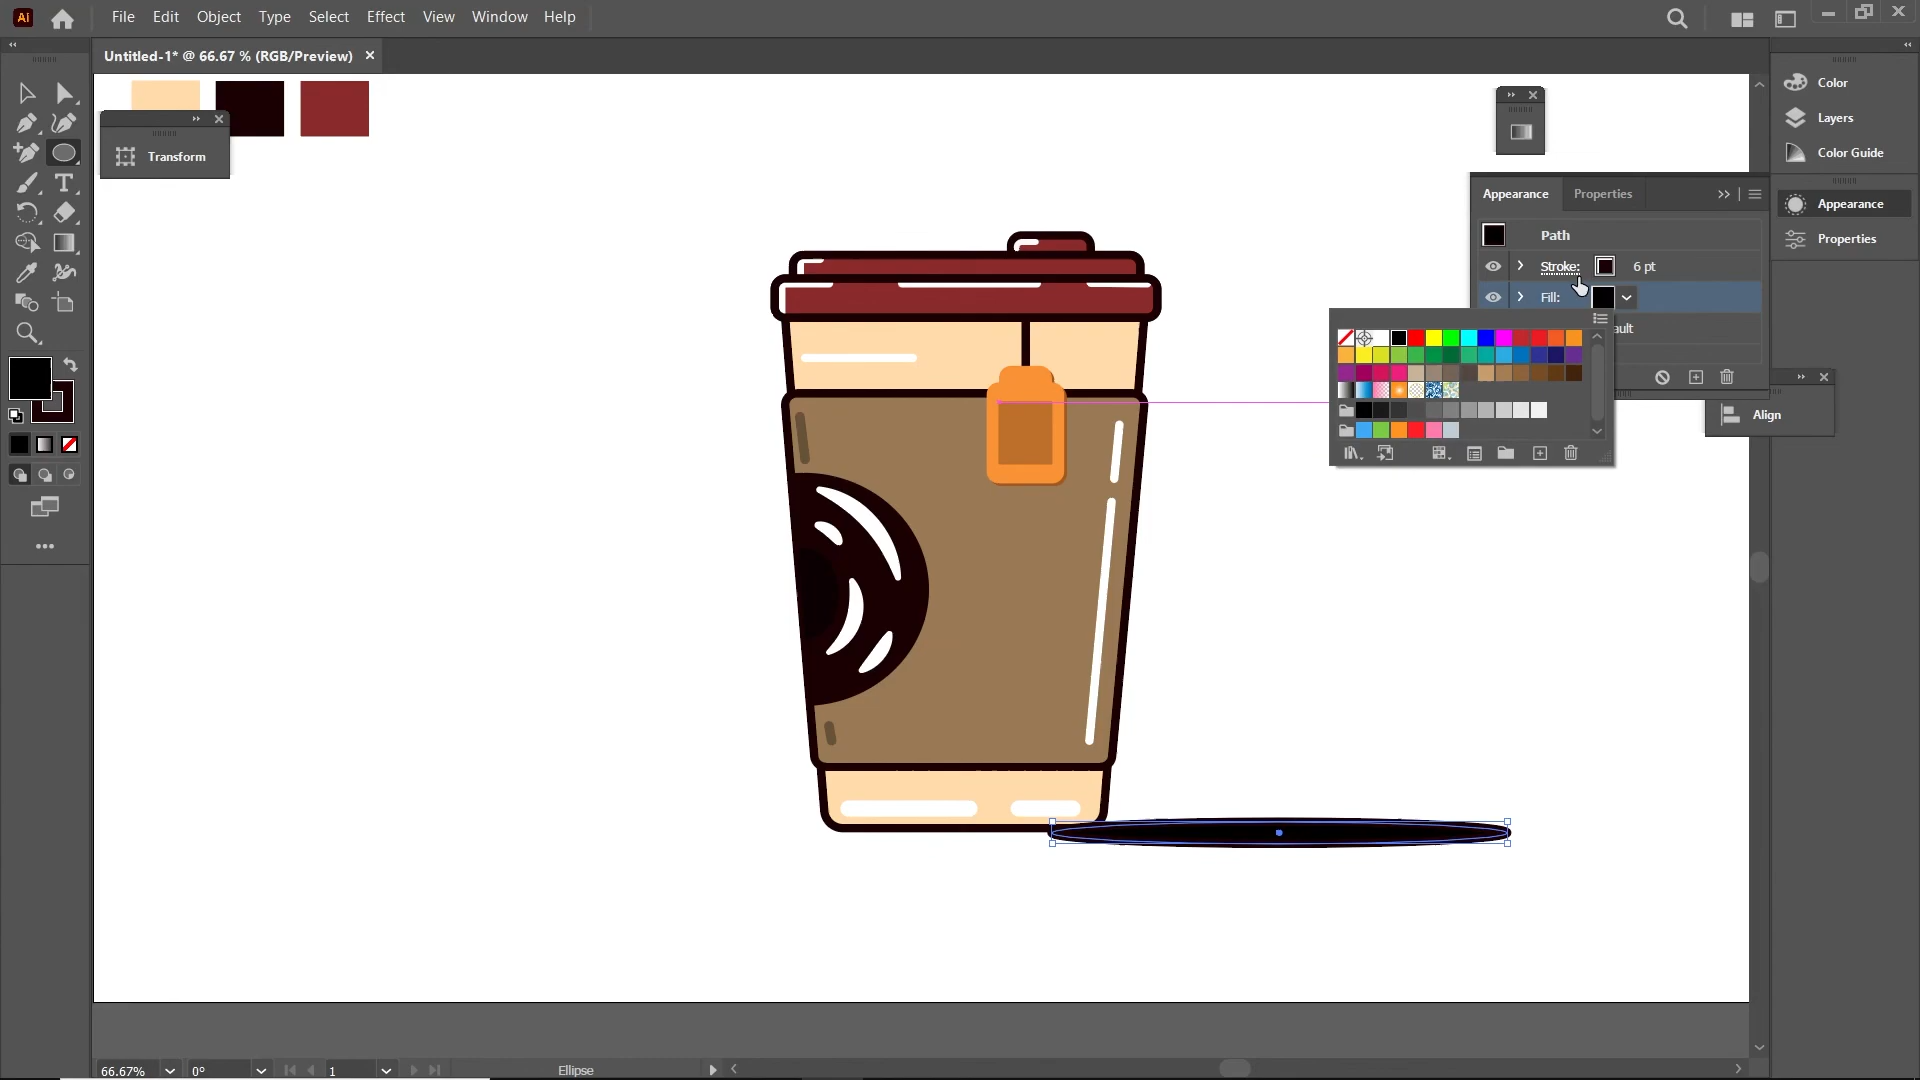 Ai
File Edit Object Type Select Effect View Window Help
Untitled-1* @ 66.67 % (RGB/Preview)
Transform
Color
Layers
Color Guide
Appearance
Properties
Appearance Properties
Path
Stroke: 6 pt
Fill:
ault
Align
66.67% 0° 1 Ellipse